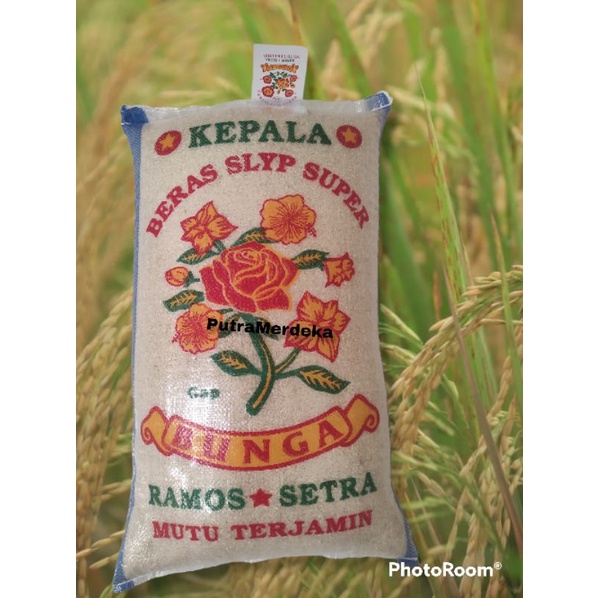 KEPALA
BERAS SLYP SUPER
PutraMerdeka
Cap
BUNGA
RAMOS ★ SETRA
MUTU TERJAMIN
PhotoRoom®